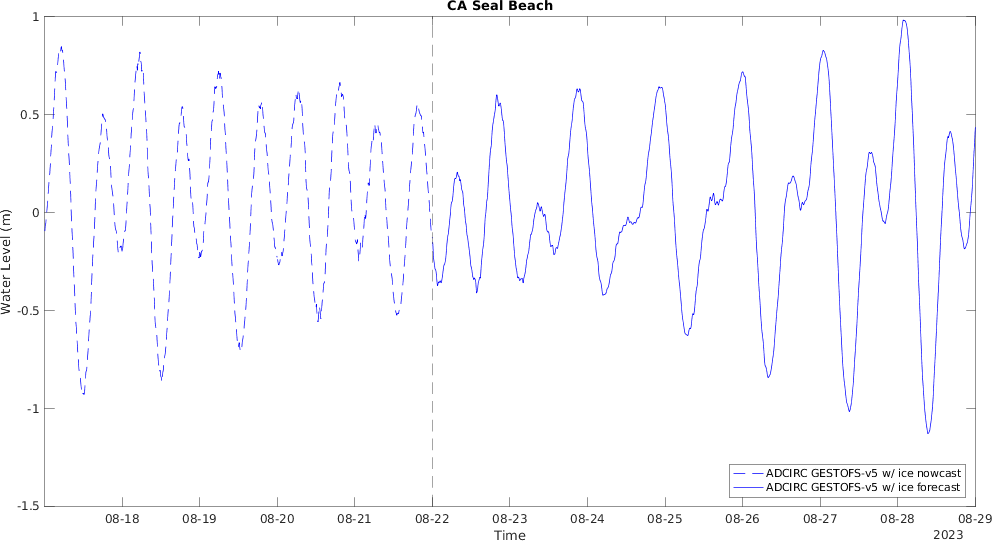 CA Seal Beach
Water Level (m)
1
0.5
0
-0.5
-1
-1.5
ADCIRC GESTOFS-v5 w/ ice nowcast
ADCIRC GESTOFS-v5 w/ ice forecast
08-18 08-19 08-20 08-21 08-22 08-23 08-24 08-25 08-26 08-27 08-28 08-29
Time
2023